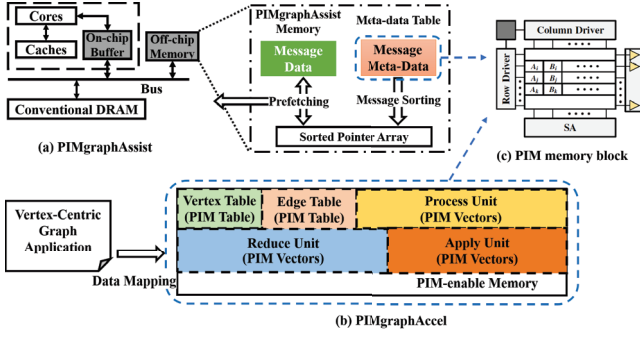 Cores
Caches
On-chip
Buffer
Off-chip
Memory
Bus
Conventional DRAM
(a) PIMgraphAssist
PIMgraphAssist
Memory
Meta-data Table
Message
Data
Message
Meta-Data
Prefetching
Message Sorting
Sorted Pointer Array
Column Driver
Row Driver
A_i B_i
A_j B_j
A_k B_k
SA
(c) PIM memory block
Vertex-Centric
Graph
Application
Data Mapping
Vertex Table
(PIM Table)
Edge Table
(PIM Table)
Process Unit
(PIM Vectors)
Reduce Unit
(PIM Vectors)
Apply Unit
(PIM Vectors)
PIM-enable Memory
(b) PIMgraphAccel